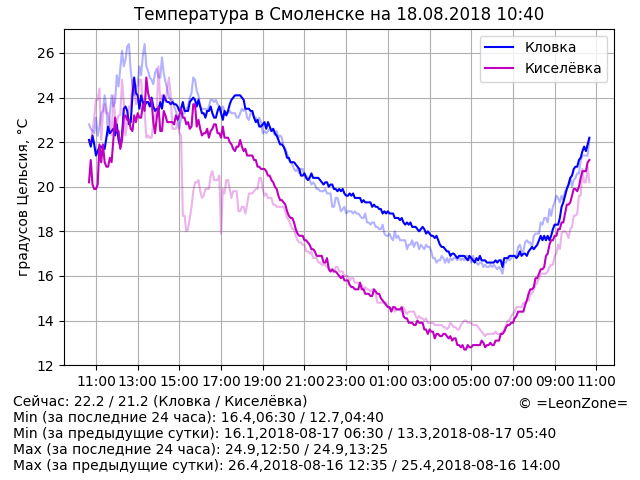 Температура в Смоленске на 18.08.2018 10:40
Кловка
Киселёвка
градусов Цельсия, °C
26
24
22
20
18
16
14
12
11:00 13:00 15:00 17:00 19:00 21:00 23:00 01:00 03:00 05:00 07:00 09:00 11:00
Сейчас: 22.2 / 21.2 (Кловка / Киселёвка)
© =LeonZone=
Min (за последние 24 часа): 16.4,06:30 / 12.7,04:40
Min (за предыдущие сутки): 16.1,2018-08-17 06:30 / 13.3,2018-08-17 05:40
Max (за последние 24 часа): 24.9,12:50 / 24.9,13:25
Max (за предыдущие сутки): 26.4,2018-08-16 12:35 / 25.4,2018-08-16 14:00